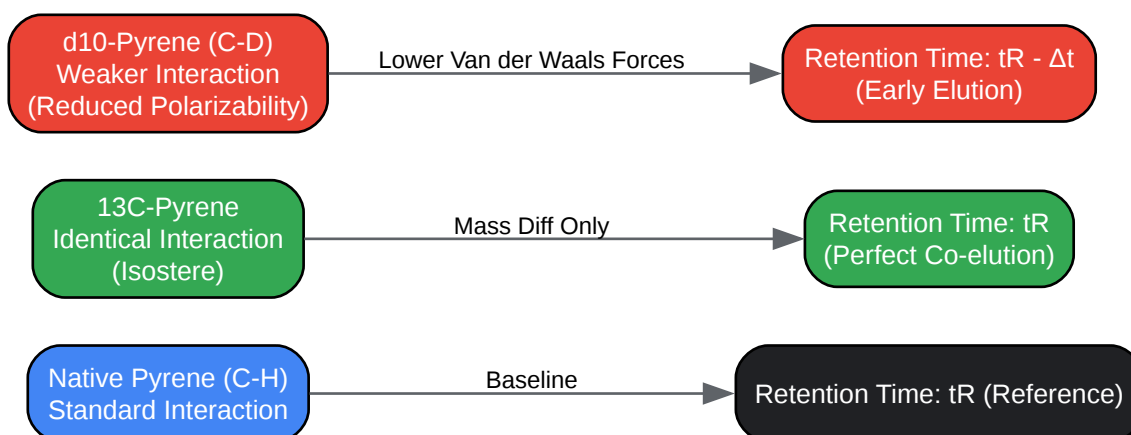 d10-Pyrene (C-D)
Weaker Interaction
(Reduced Polarizability)
Lower Van der Waals Forces
Retention Time: tR - Δt
(Early Elution)
13C-Pyrene
Identical Interaction
(Isostere)
Mass Diff Only
Retention Time: tR
(Perfect Co-elution)
Native Pyrene (C-H)
Standard Interaction
Baseline
Retention Time: tR (Reference)